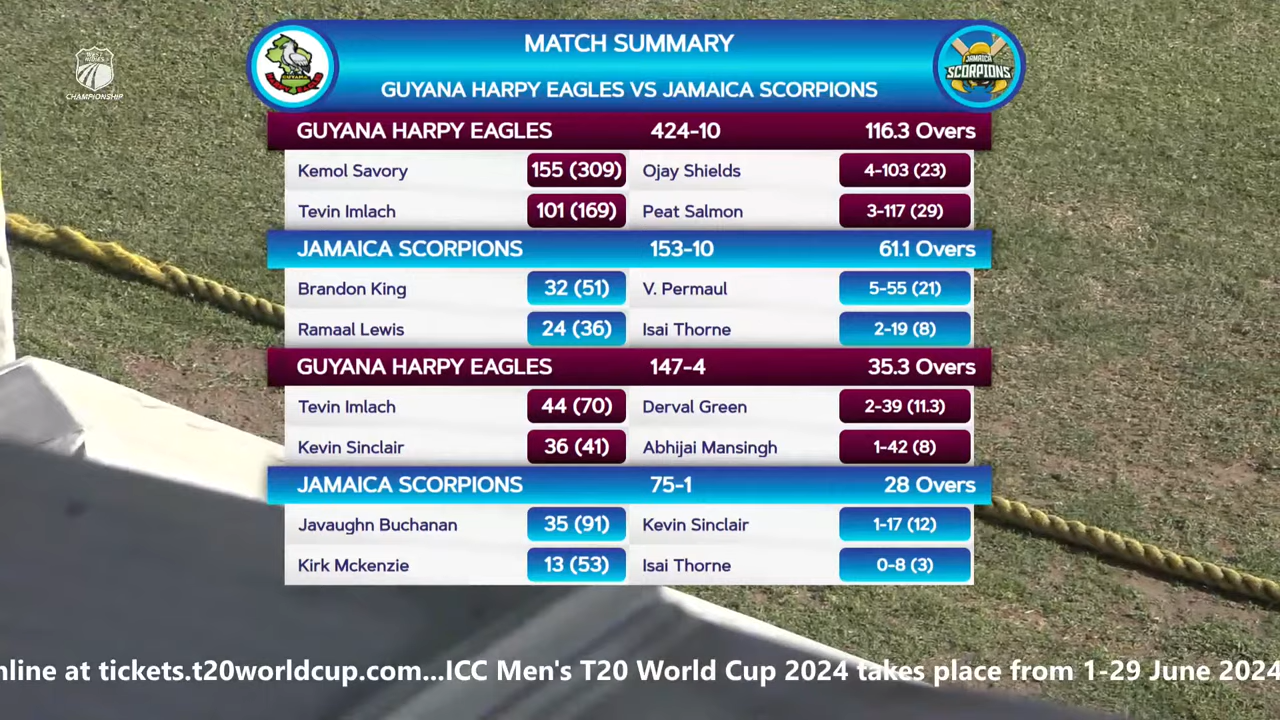 MATCH SUMMARY
GUYANA HARPY EAGLES VS JAMAICA SCORPIONS
WEST INDIES
CHAMPIONSHIP
GUYANA
JAMAICA
SCORPIONS
GUYANA HARPY EAGLES 424-10 116.3 Overs
Kemol Savory 155 (309) Ojay Shields 4-103 (23)
Tevin Imlach 101 (169) Peat Salmon 3-117 (29)
JAMAICA SCORPIONS 153-10 61.1 Overs
Brandon King 32 (51) V. Permaul 5-55 (21)
Ramaal Lewis 24 (36) Isai Thorne 2-19 (8)
GUYANA HARPY EAGLES 147-4 35.3 Overs
Tevin Imlach 44 (70) Derval Green 2-39 (11.3)
Kevin Sinclair 36 (41) Abhijai Mansingh 1-42 (8)
JAMAICA SCORPIONS 75-1 28 Overs
Javaughn Buchanan 35 (91) Kevin Sinclair 1-17 (12)
Kirk Mckenzie 13 (53) Isai Thorne 0-8 (3)
nline at tickets.t20worldcup.com...ICC Men's T20 World Cup 2024 takes place from 1-29 June 2024